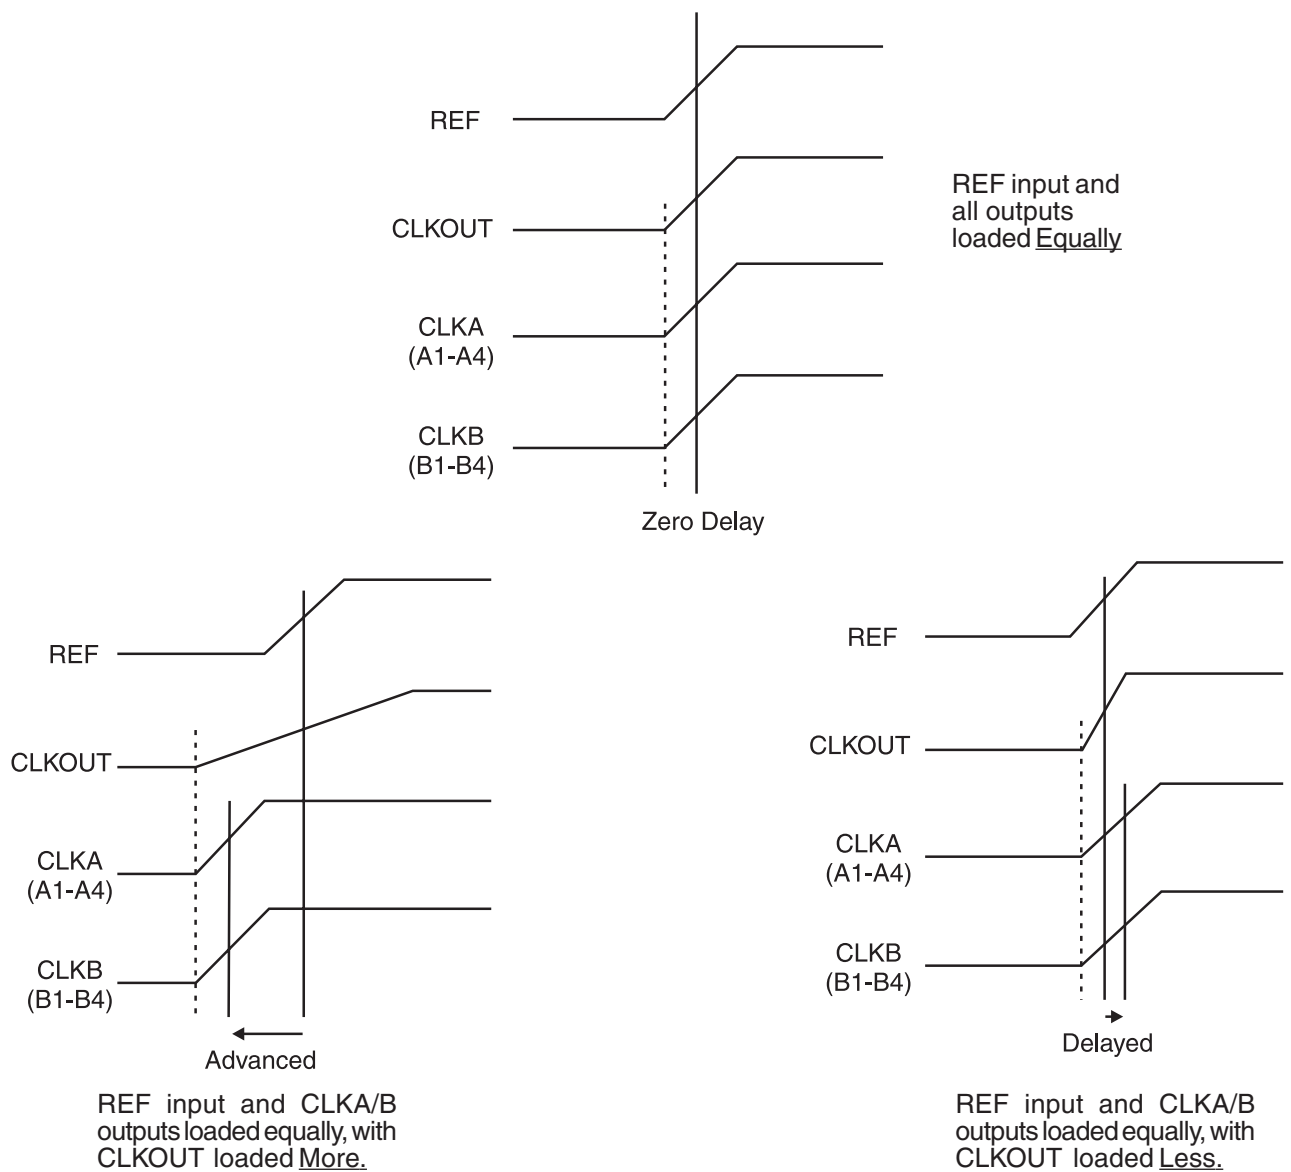 REF
CLKOUT
CLKA
(A1-A4)
CLKB
(B1-B4)
REF input and
all outputs
loaded Equally
Zero Delay
REF
CLKOUT
CLKA
(A1-A4)
CLKB
(B1-B4)
Advanced
REF input and CLKA/B
outputs loaded equally, with
CLKOUT loaded More.
REF
CLKOUT
CLKA
(A1-A4)
CLKB
(B1-B4)
Delayed
REF input and CLKA/B
outputs loaded equally, with
CLKOUT loaded Less.